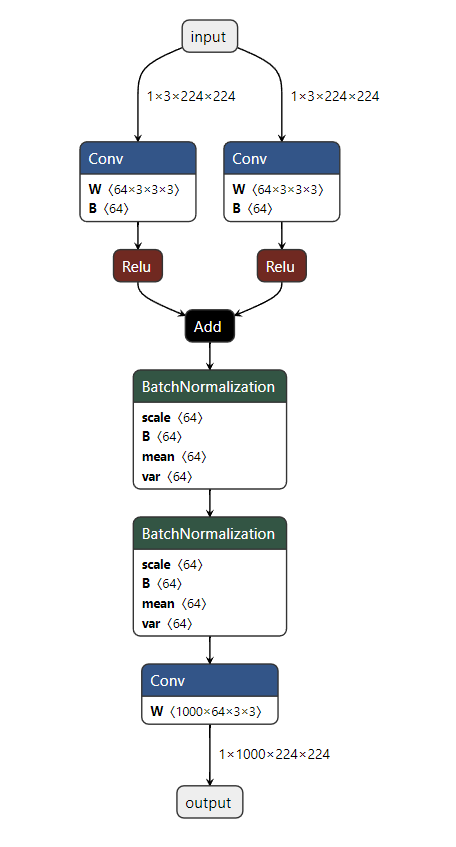 input
1×3×224×224 1×3×224×224
Conv Conv
W 〈64×3×3×3〉 W 〈64×3×3×3〉
B 〈64〉 B 〈64〉
Relu Relu
Add
BatchNormalization
scale 〈64〉
B 〈64〉
mean 〈64〉
var 〈64〉
BatchNormalization
scale 〈64〉
B 〈64〉
mean 〈64〉
var 〈64〉
Conv
W 〈1000×64×3×3〉
1×1000×224×224
output